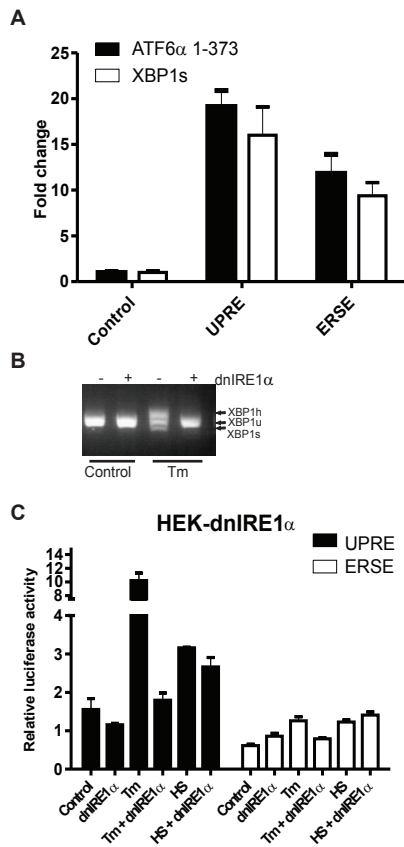 A
ATF6α 1-373
XBP1s
Fold change
25
20
15
10
5
0
Control
UPRE
ERSE
B
- + - + dnIRE1α
XBP1h
XBP1u
XBP1s
Control Tm
C
HEK-dnIRE1α
UPRE
ERSE
Relative luciferase activity
14
12
10
8
4
3
2
1
0
Control
dnIRE1α
Tm
Tm + dnIRE1α
HS
HS + dnIRE1α
Control
dnIRE1α
Tm
Tm + dnIRE1α
HS
HS + dnIRE1α